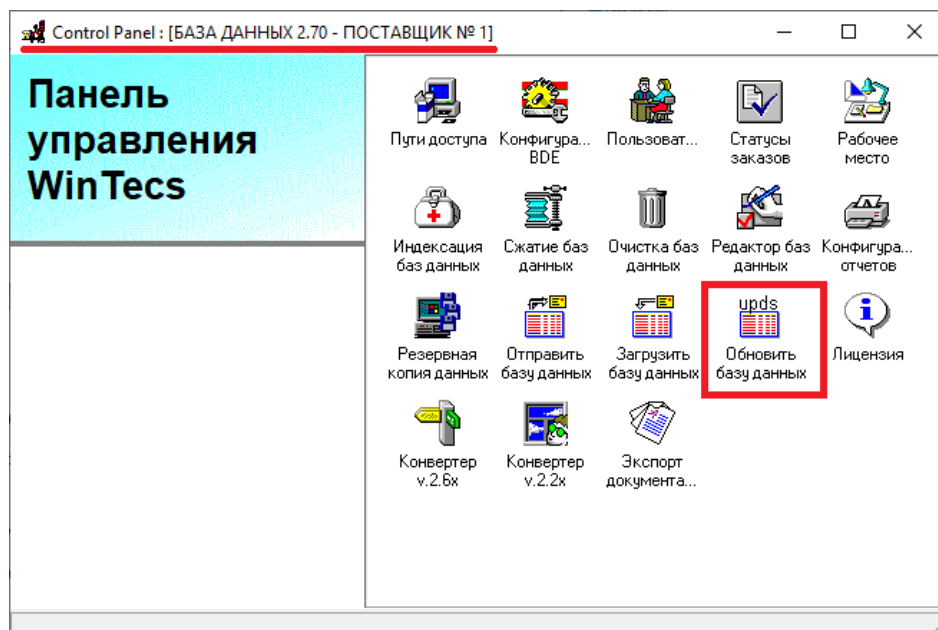 Control Panel : [БАЗА ДАННЫХ 2.70 - ПОСТАВЩИК № 1]
Панель
управления
WinTecs
Пути доступа
Конфигура...
BDE
Пользоват...
Статусы
заказов
Рабочее
место
Индексация
баз данных
Сжатие баз
данных
Очистка баз
данных
Редактор баз
данных
Конфигура...
отчетов
Резервная
копия данных
Отправить
базу данных
Загрузить
базу данных
upds
Обновить
базу данных
Лицензия
Конвертер
v.2.6x
Конвертер
v.2.2x
Экспорт
документа...